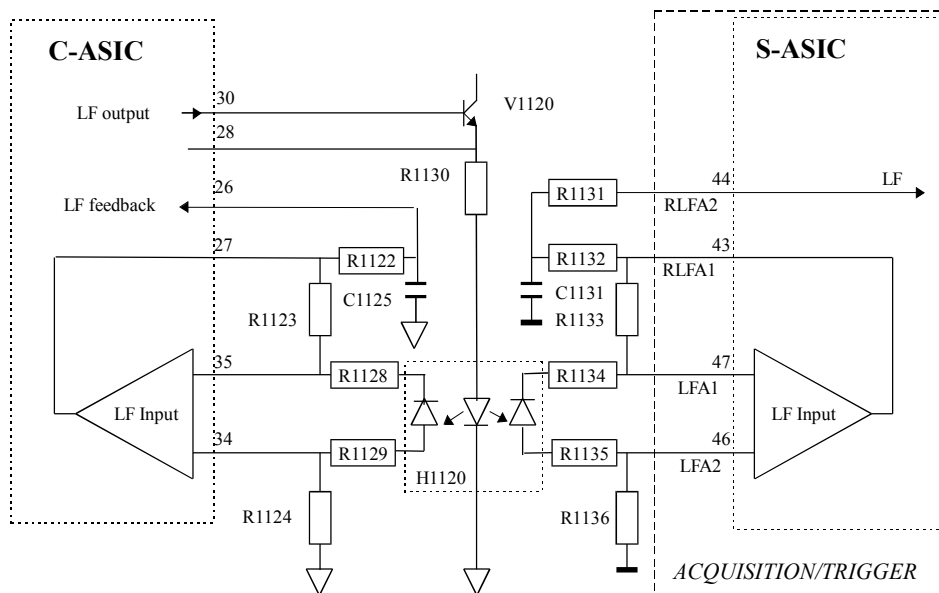 C-ASIC
S-ASIC
30
LF output
V1120
28
R1130
26
LF feedback
R1131
44
LF
RLFA2
27
R1122
R1132
43
RLFA1
C1125
C1131
R1123
R1133
35
R1128
R1134
47
LFA1
LF Input
LF Input
34
R1129
R1135
46
LFA2
H1120
R1124
R1136
ACQUISITION/TRIGGER